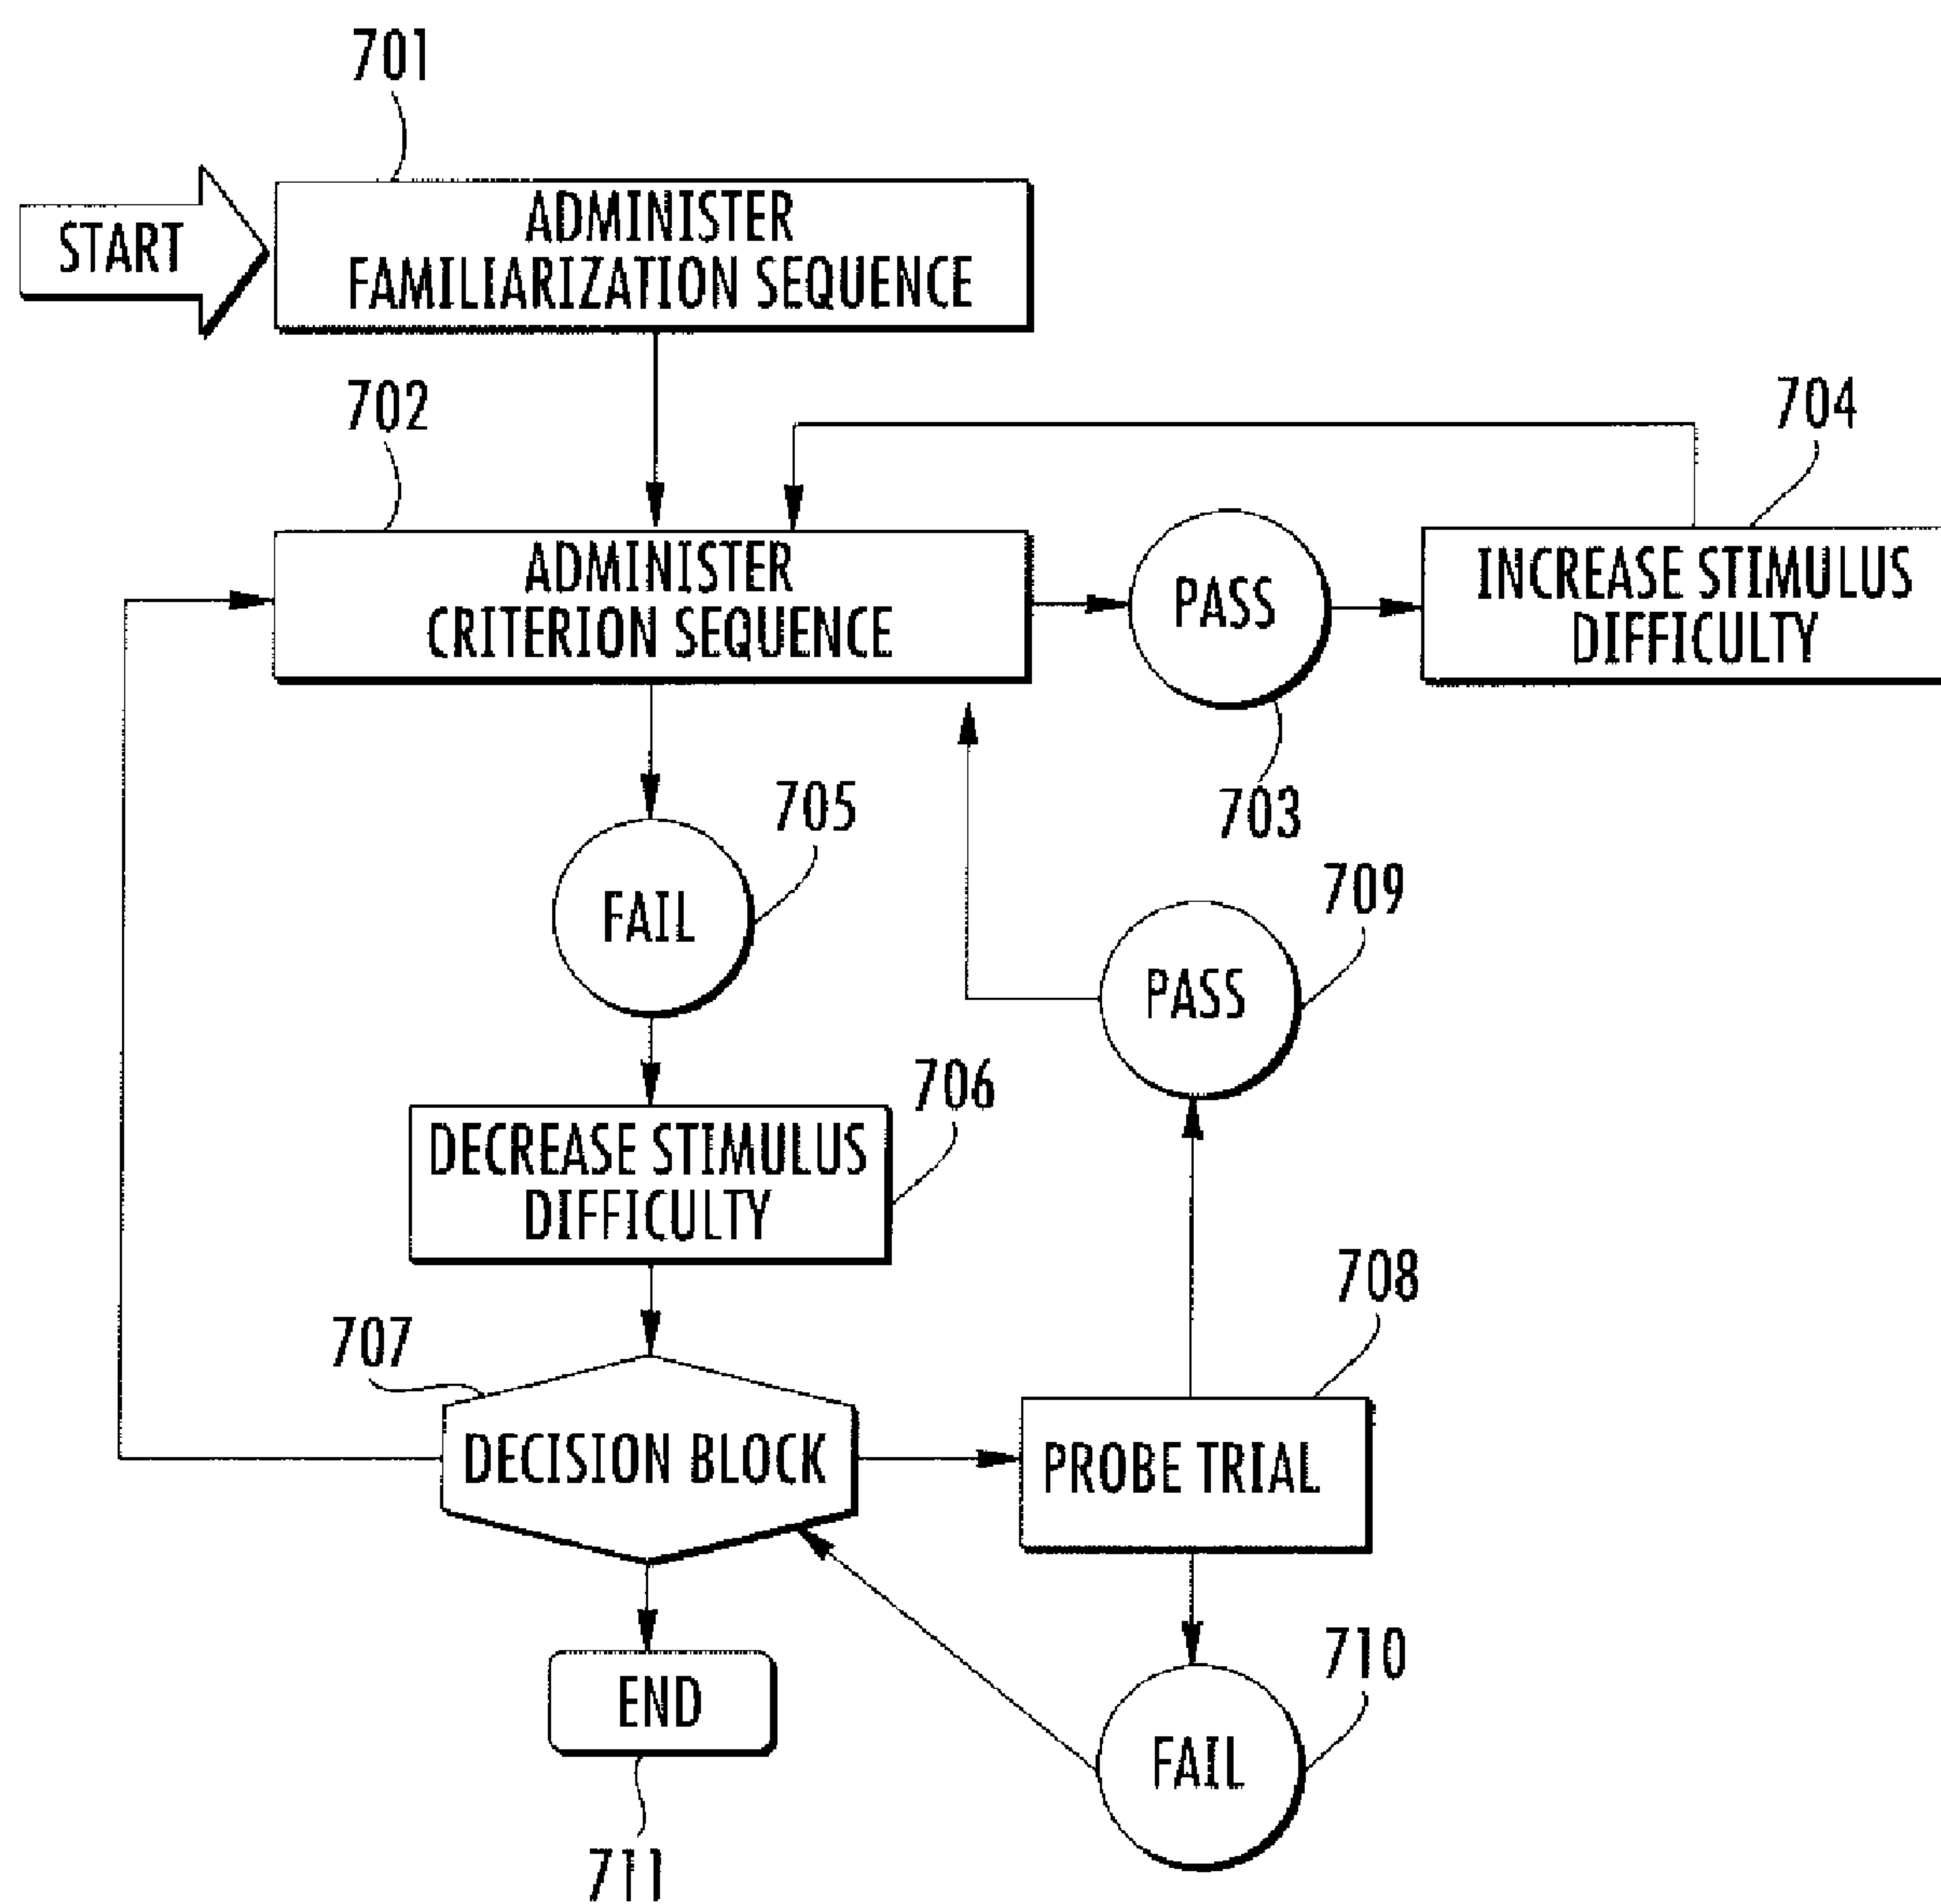 701
START
ADMINISTER
FAMILIARIZATION SEQUENCE
702
704
ADMINISTER
CRITERION SEQUENCE
PASS
INCREASE STIMULUS
DIFFICULTY
703
705
FAIL
709
PASS
706
DECREASE STIMULUS
DIFFICULTY
708
707
DECISION BLOCK
PROBE TRIAL
710
END
FAIL
711